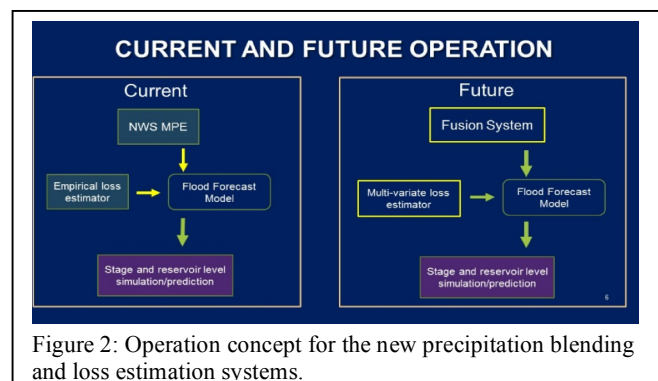 CURRENT AND FUTURE OPERATION
Current
NWS MPE
Empirical loss
estimator
Flood Forecast
Model
Stage and reservoir level
simulation/prediction
Future
Fusion System
Multi-variate loss
estimator
Flood Forecast
Model
Stage and reservoir level
simulation/prediction
6
Figure 2: Operation concept for the new precipitation blending
and loss estimation systems.